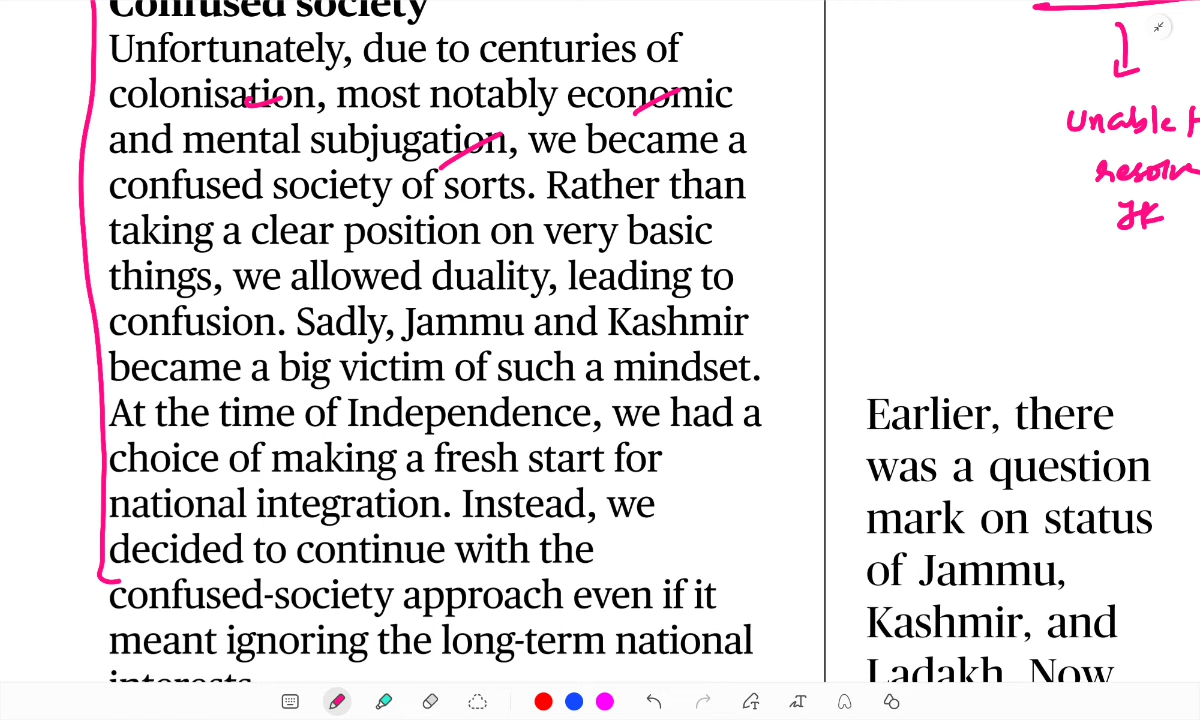 Confused society
Unfortunately, due to centuries of
colonisation, most notably economic
and mental subjugation, we became a
confused society of sorts. Rather than
taking a clear position on very basic
things, we allowed duality, leading to
confusion. Sadly, Jammu and Kashmir
became a big victim of such a mindset.
At the time of Independence, we had a
choice of making a fresh start for
national integration. Instead, we
decided to continue with the
confused-society approach even if it
meant ignoring the long-term national
interests.
Unable
resolv
JK
Earlier, there
was a question
mark on status
of Jammu,
Kashmir, and
Ladakh. Now